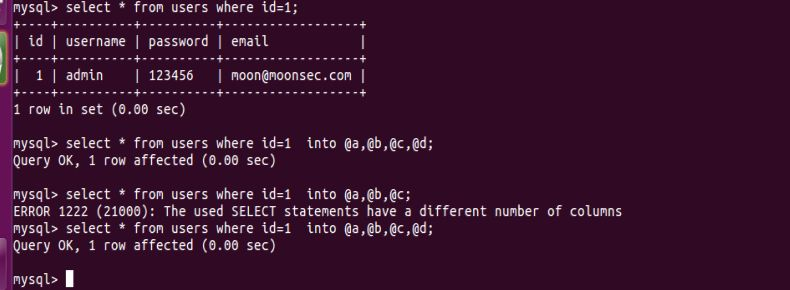 mysql> select * from users where id=1;
+----+----------+----------+------------------+
| id | username | password | email            |
+----+----------+----------+------------------+
|  1 | admin    | 123456   | moon@moonsec.com |
+----+----------+----------+------------------+
1 row in set (0.00 sec)
mysql> select * from users where id=1  into @a,@b,@c,@d;
Query OK, 1 row affected (0.00 sec)
mysql> select * from users where id=1  into @a,@b,@c;
ERROR 1222 (21000): The used SELECT statements have a different number of columns
mysql> select * from users where id=1  into @a,@b,@c,@d;
Query OK, 1 row affected (0.00 sec)
mysql>